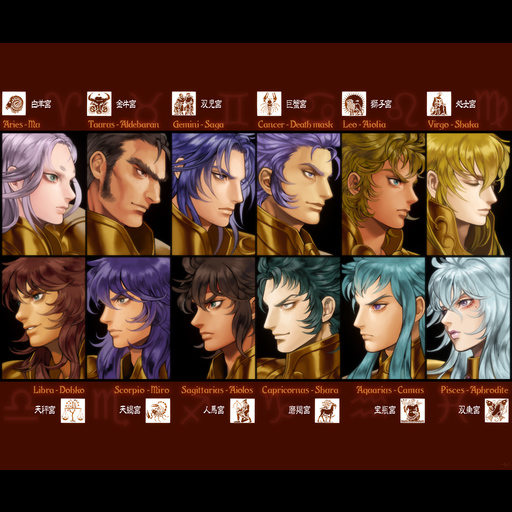 白羊宮
金牛宮
双児宮
巨蟹宮
獅子宮
処女宮
Aries - Mu
Taurus - Aldebaran
Gemini - Saga
Cancer - Death mask
Leo - Aiolia
Virgo - Shaka
Libra - Dohko
Scorpio - Miro
Sagittarius - Aiolos
Capricornus - Shura
Aquarius - Camus
Pisces - Aphrodite
天秤宮
天蝎宮
人馬宮
磨羯宮
宝瓶宮
双魚宮